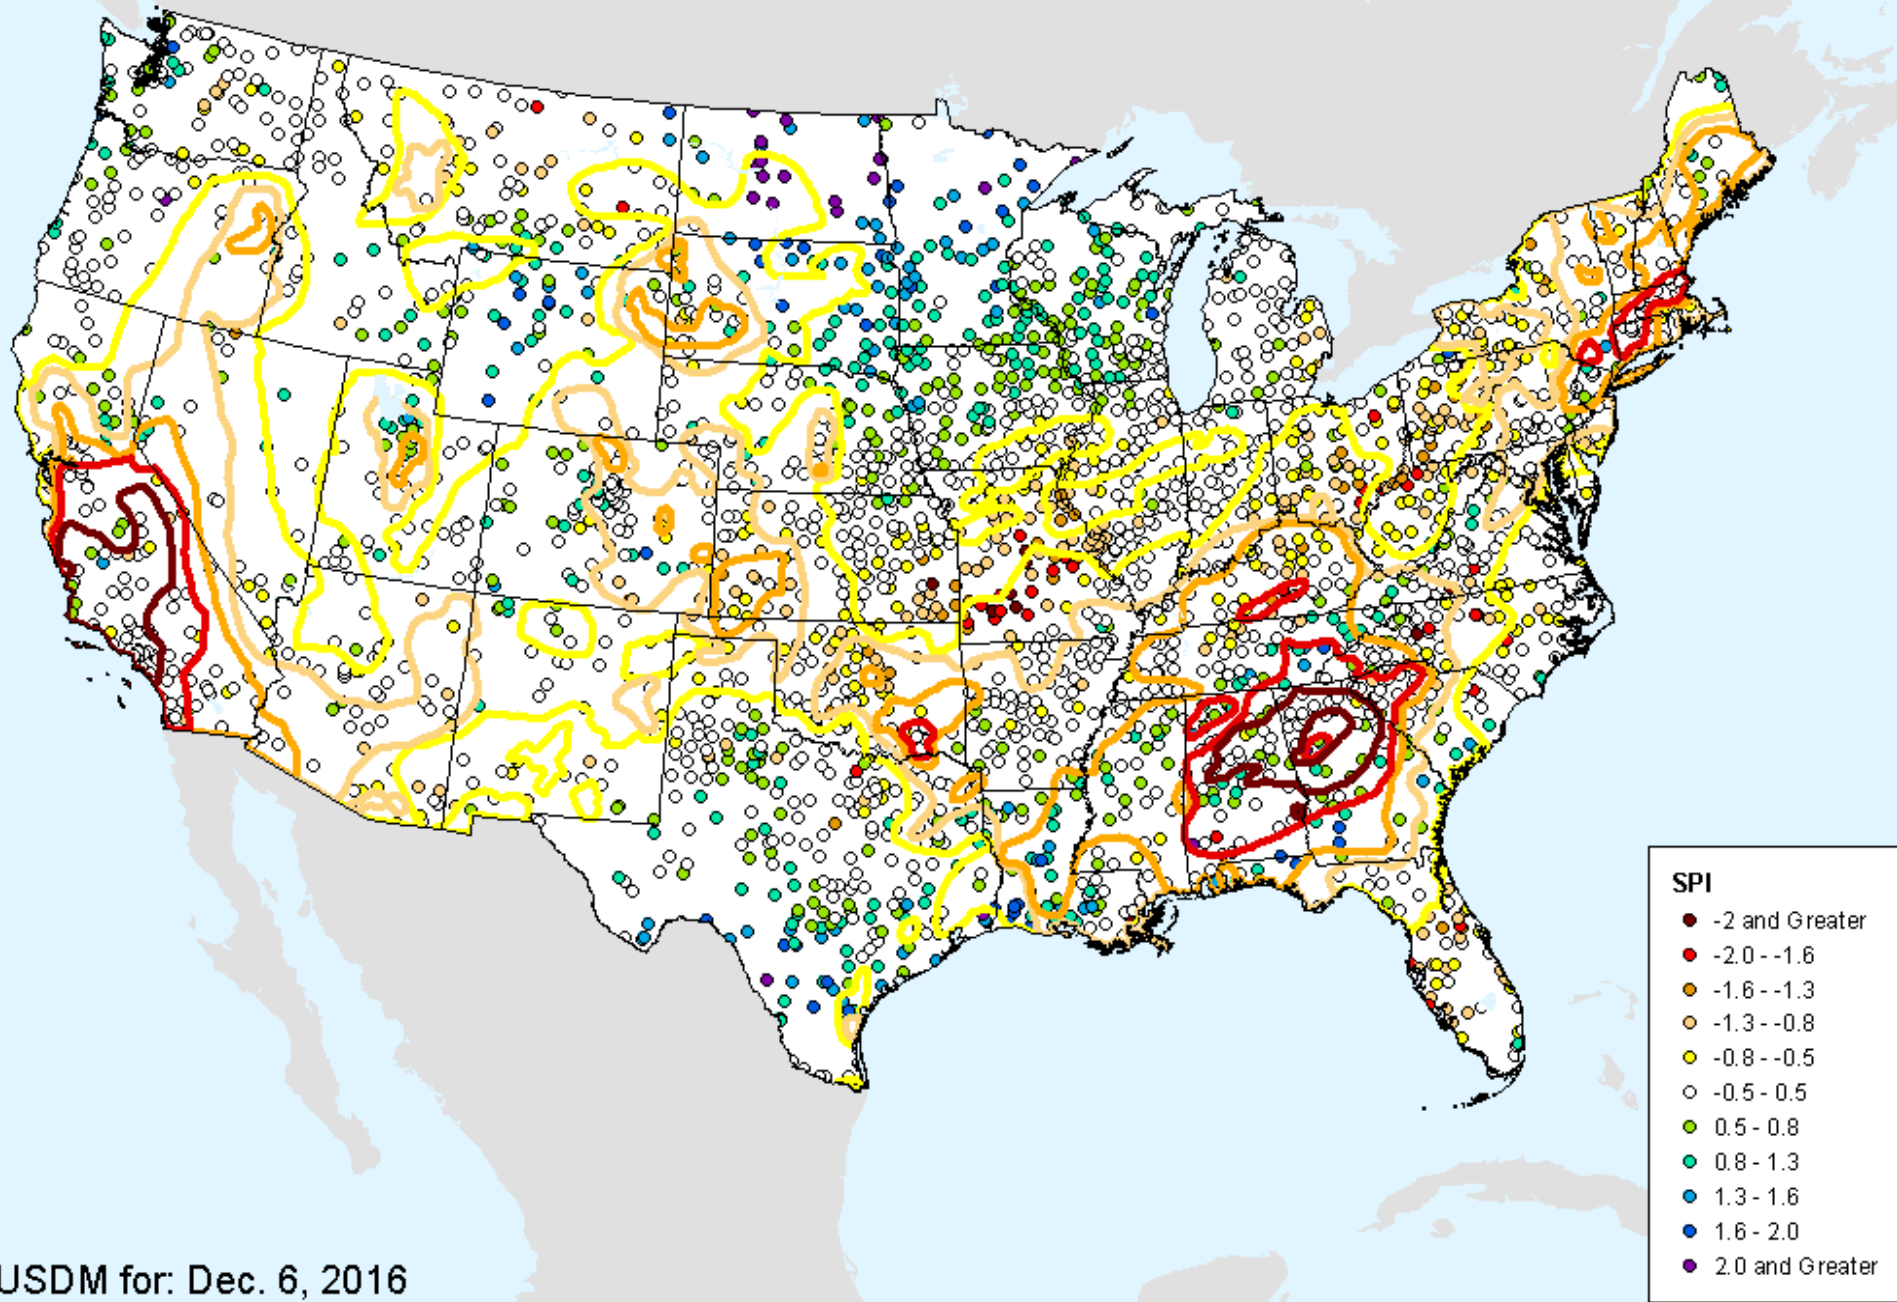 SPI
-2 and Greater
-2.0 - -1.6
-1.6 - -1.3
-1.3 - -0.8
-0.8 - -0.5
-0.5 - 0.5
0.5 - 0.8
0.8 - 1.3
1.3 - 1.6
1.6 - 2.0
2.0 and Greater
USDM for: Dec. 6, 2016